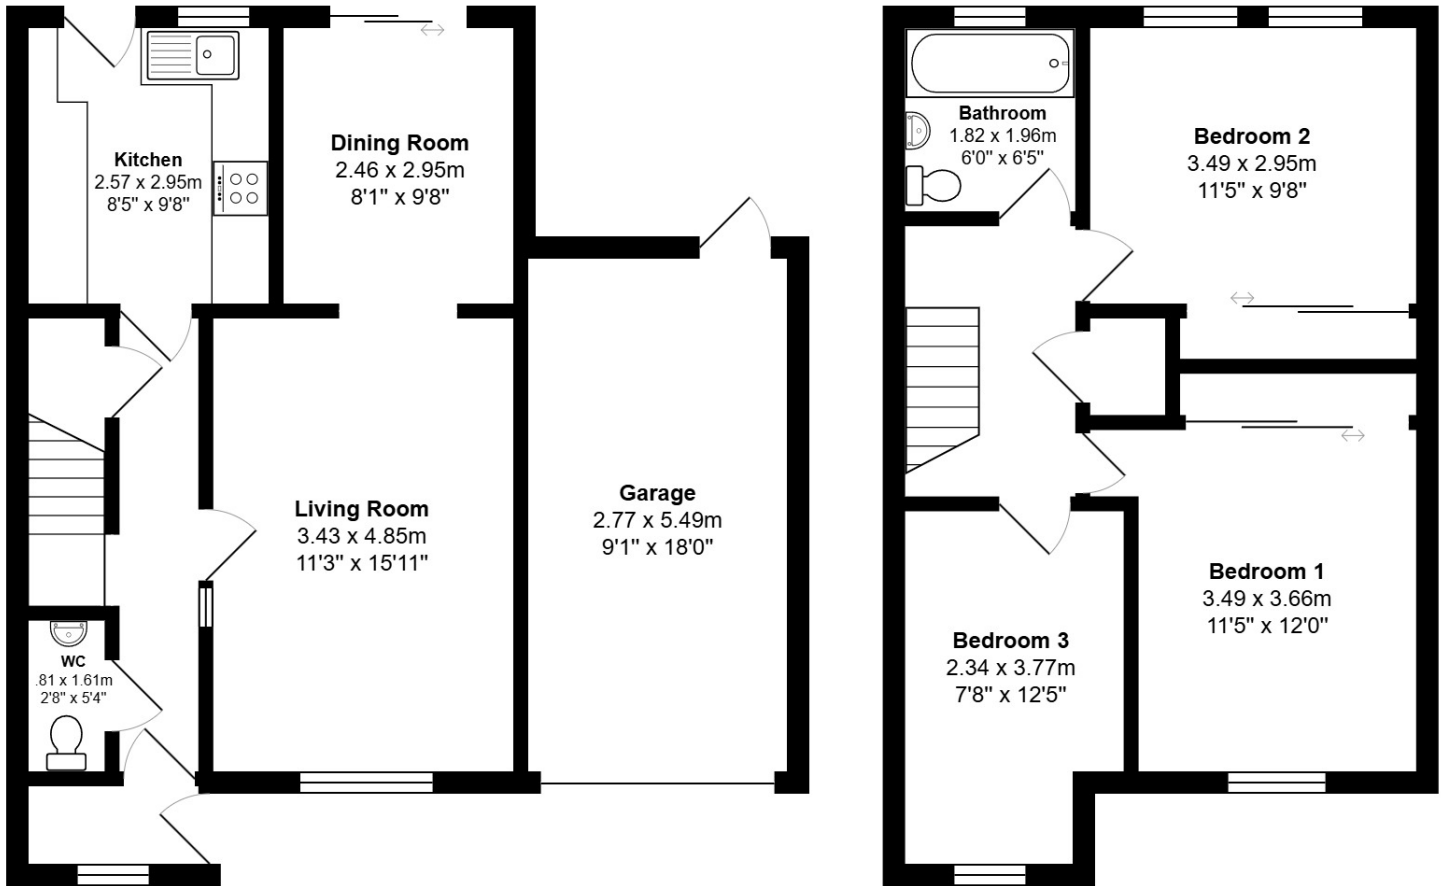 Kitchen
2.57 x 2.95m
8'5" x 9'8"
Dining Room
2.46 x 2.95m
8'1" x 9'8"
Living Room
3.43 x 4.85m
11'3" x 15'11"
Garage
2.77 x 5.49m
9'1" x 18'0"
WC
.81 x 1.61m
2'8" x 5'4"
Bathroom
1.82 x 1.96m
6'0" x 6'5"
Bedroom 2
3.49 x 2.95m
11'5" x 9'8"
Bedroom 1
3.49 x 3.66m
11'5" x 12'0"
Bedroom 3
2.34 x 3.77m
7'8" x 12'5"